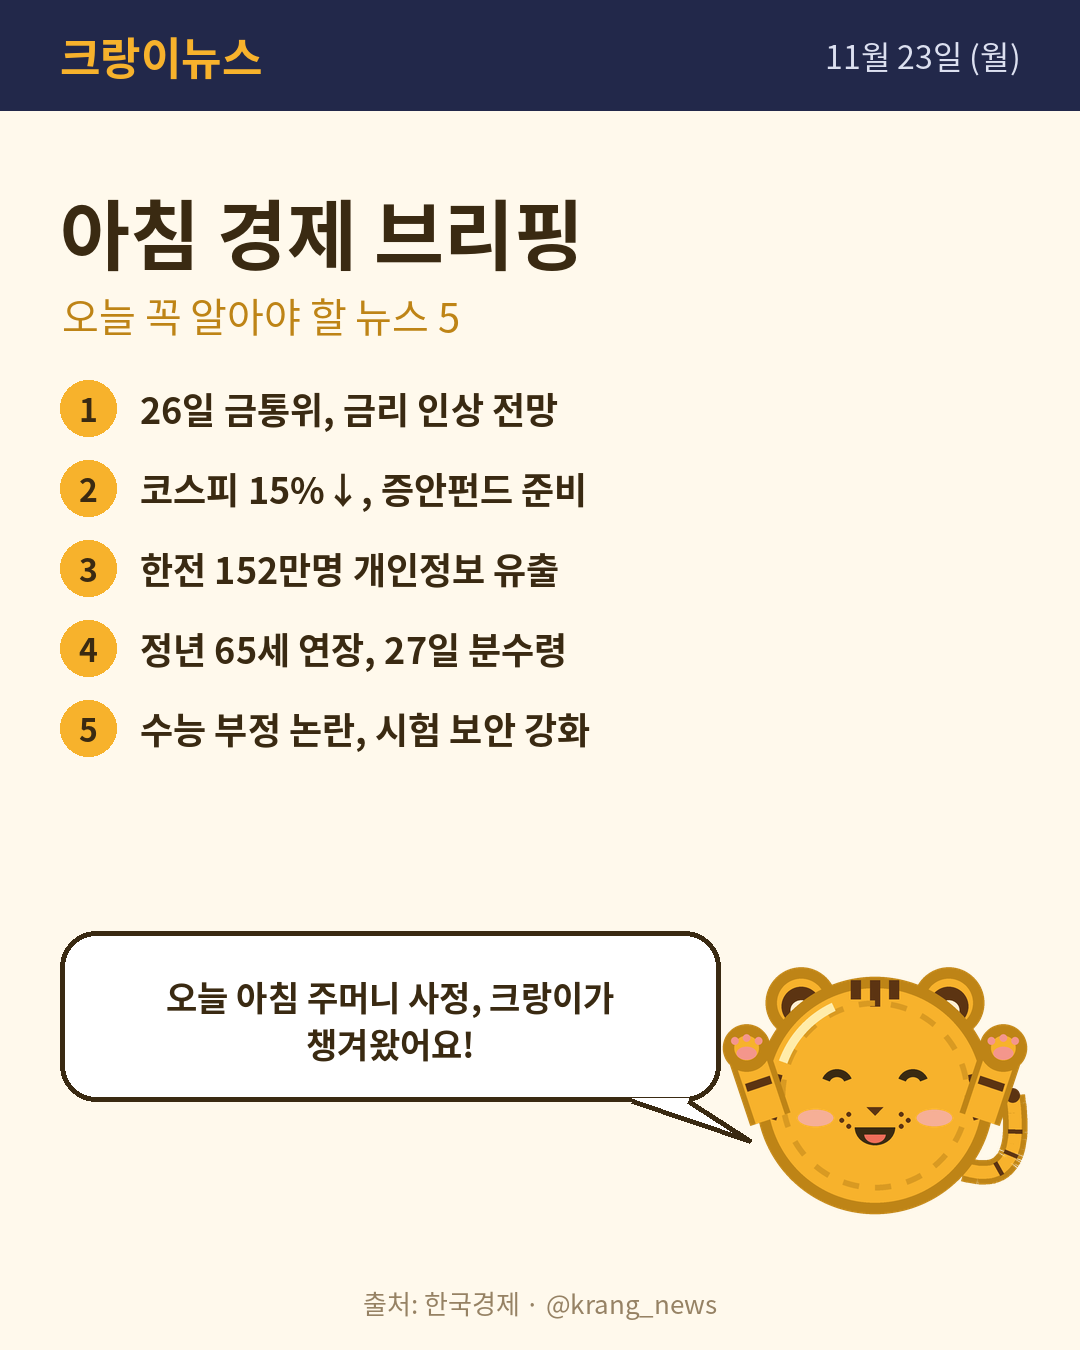 크랑이뉴스
11월 23일 (월)
아침 경제 브리핑
오늘 꼭 알아야 할 뉴스 5
1 26일 금통위, 금리 인상 전망
2 코스피 15%↓, 증안펀드 준비
3 한전 152만명 개인정보 유출
4 정년 65세 연장, 27일 분수령
5 수능 부정 논란, 시험 보안 강화
오늘 아침 주머니 사정, 크랑이가
챙겨왔어요!
출처: 한국경제 · @krang_news